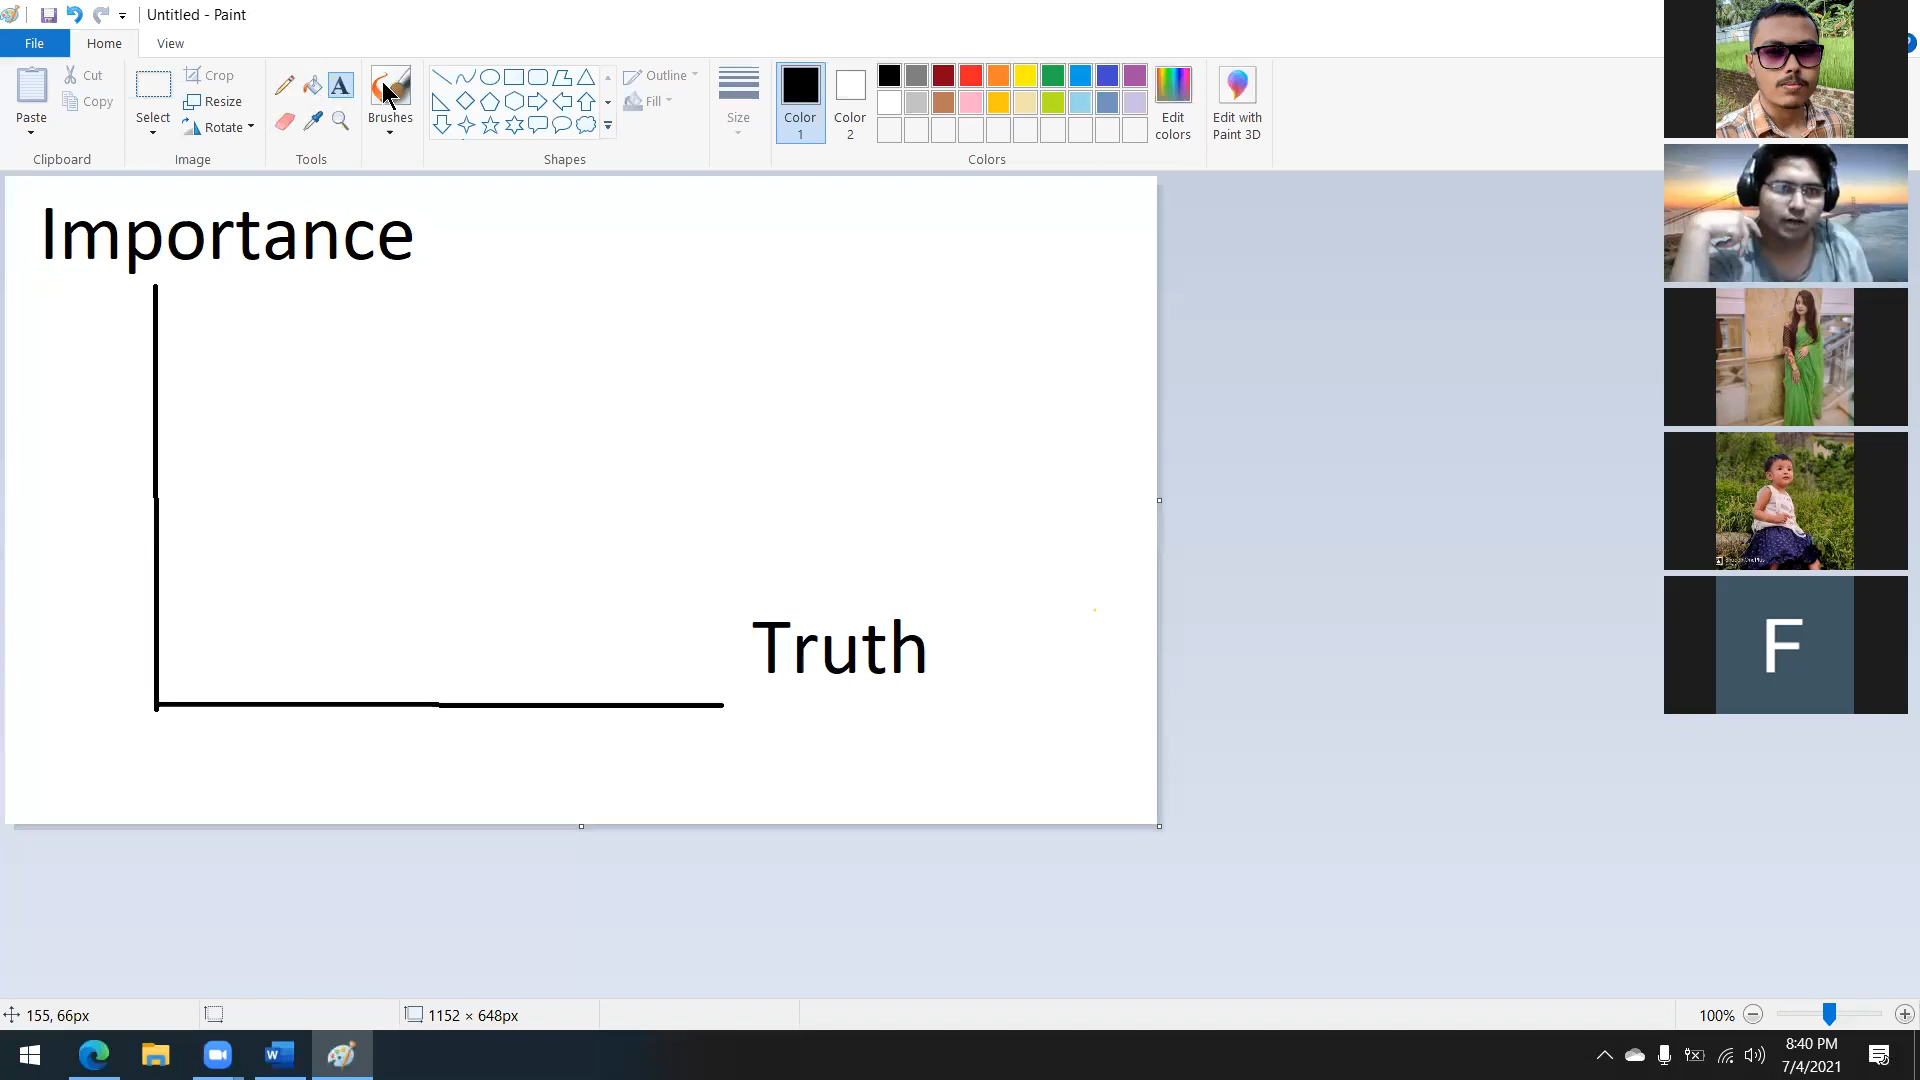 Untitled - Paint
File
Home
View
Paste
Cut
Copy
Clipboard
Select
Crop
Resize
Rotate
Image
A
Tools
Brushes
Shapes
Outline
Fill
Size
Color
1
Color
2
Edit
colors
Colors
Edit with
Paint 3D
Importance
Truth
F
155, 66px
1152 × 648px
100%
W
8:40 PM
7/4/2021